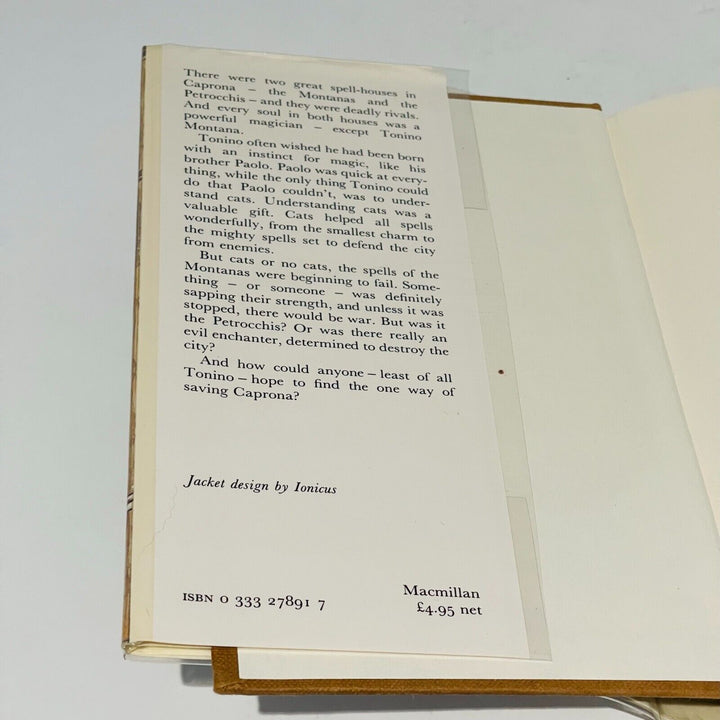 There were two great spell-houses in
Caprona – the Montanas and the
Petrocchis – and they were deadly rivals.
And every soul in both houses was a
powerful magician – except Tonino
Montana.
Tonino often wished he had been born
with an instinct for magic, like his
brother Paolo. Paolo was quick at every-
thing, while the only thing Tonino could
do that Paolo couldn't, was to under-
stand cats. Understanding cats was a
valuable gift. Cats helped all spells
wonderfully, from the smallest charm to
the mighty spells set to defend the city
from enemies.
But cats or no cats, the spells of the
Montanas were beginning to fail. Some-
thing – or someone – was definitely
sapping their strength, and unless it was
stopped, there would be war. But was it
the Petrocchis? Or was there really an
evil enchanter, determined to destroy the
city?
And how could anyone – least of all
Tonino – hope to find the one way of
saving Caprona?
Jacket design by Ionicus
ISBN 0 333 27891 7
Macmillan
£4.95 net